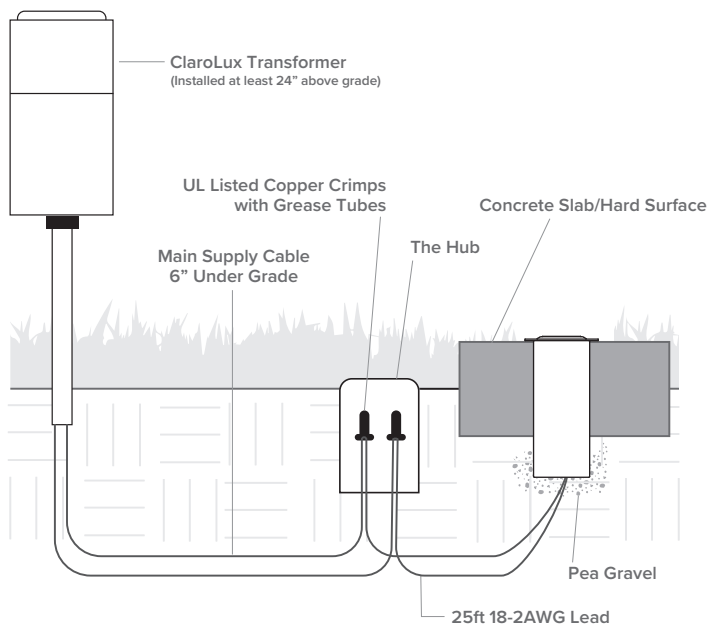 ClaroLux Transformer
(Installed at least 24” above grade)
UL Listed Copper Crimps
with Grease Tubes
Concrete Slab/Hard Surface
The Hub
Main Supply Cable
6” Under Grade
Pea Gravel
25ft 18-2AWG Lead